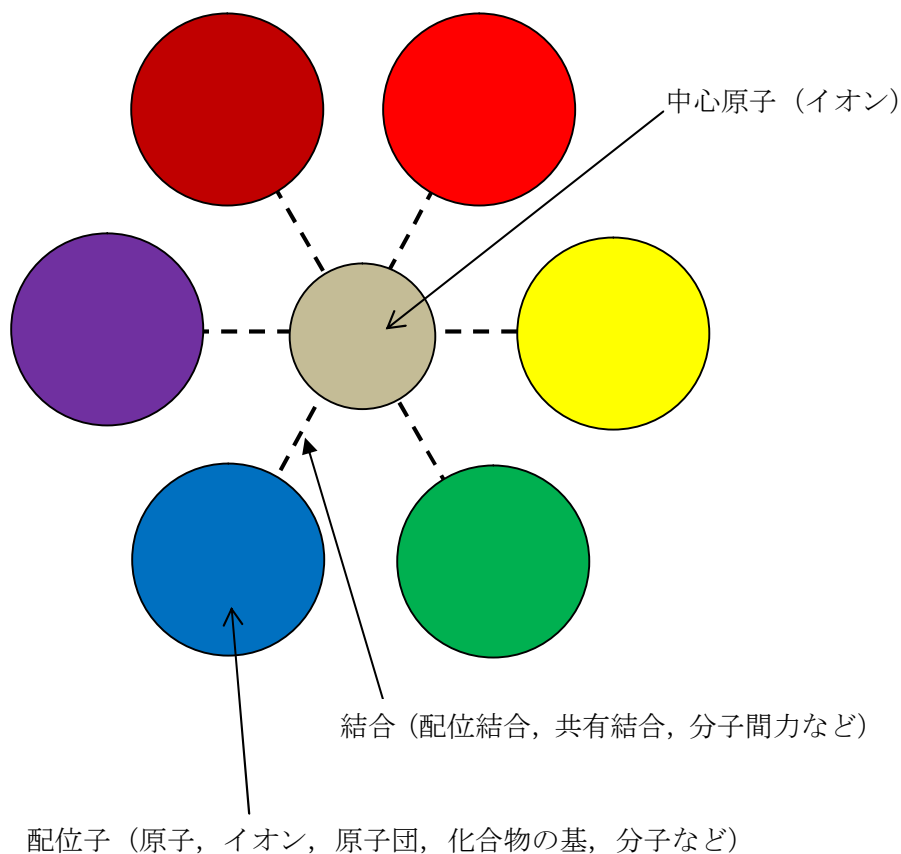 中心原子（イオン）
結合（配位結合，共有結合，分子間力など）
配位子（原子，イオン，原子団，化合物の基，分子など）